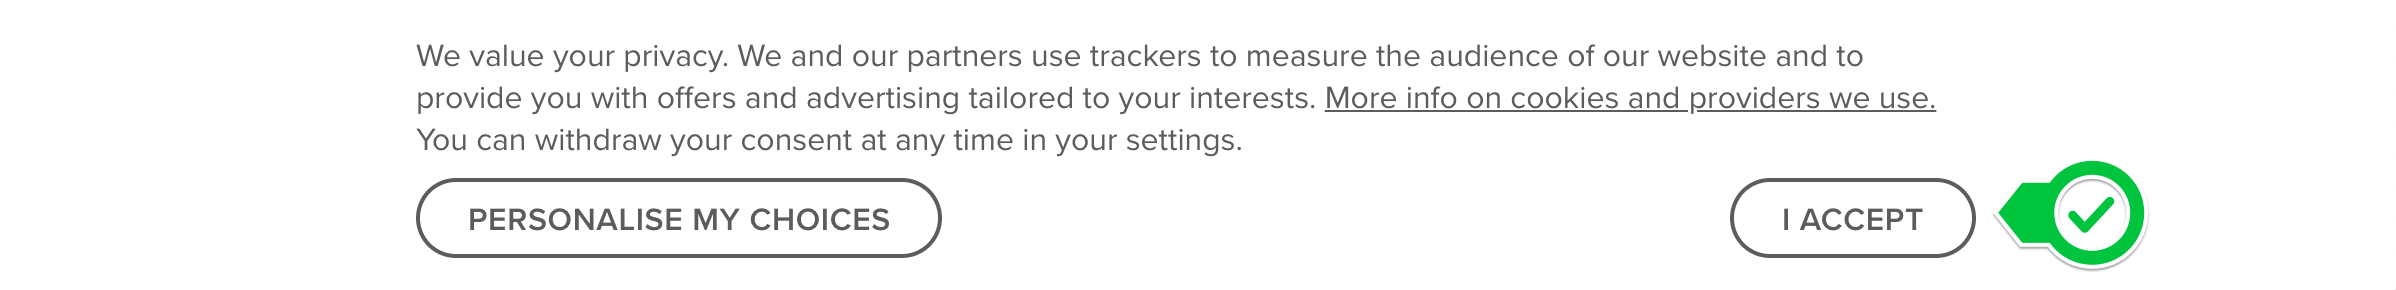 We value your privacy. We and our partners use trackers to measure the audience of our website and to
provide you with offers and advertising tailored to your interests. More info on cookies and providers we use.
You can withdraw your consent at any time in your settings.
PERSONALISE MY CHOICES
I ACCEPT